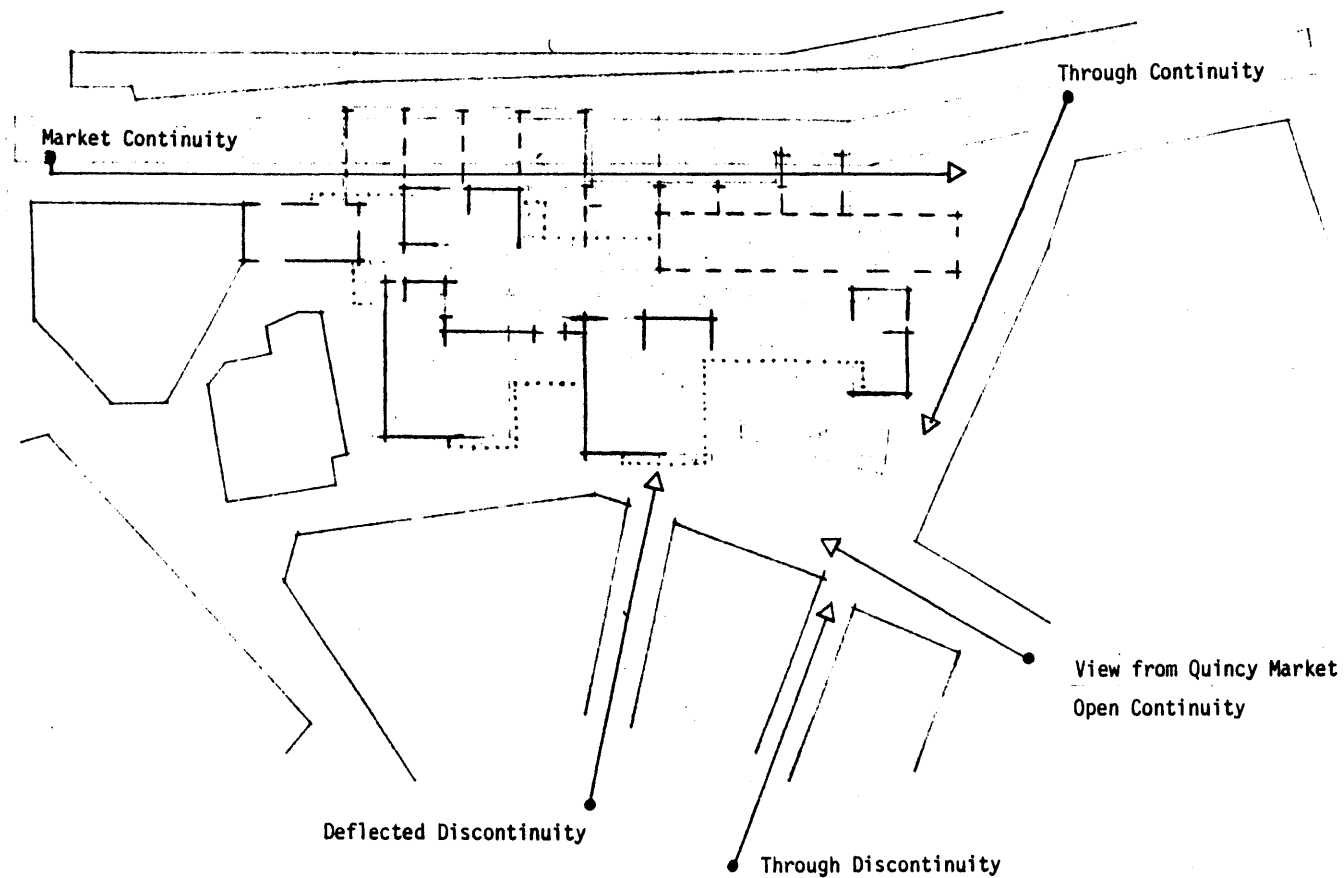 Through Continuity
Market Continuity
View from Quincy Market
Open Continuity
Deflected Discontinuity
Through Discontinuity